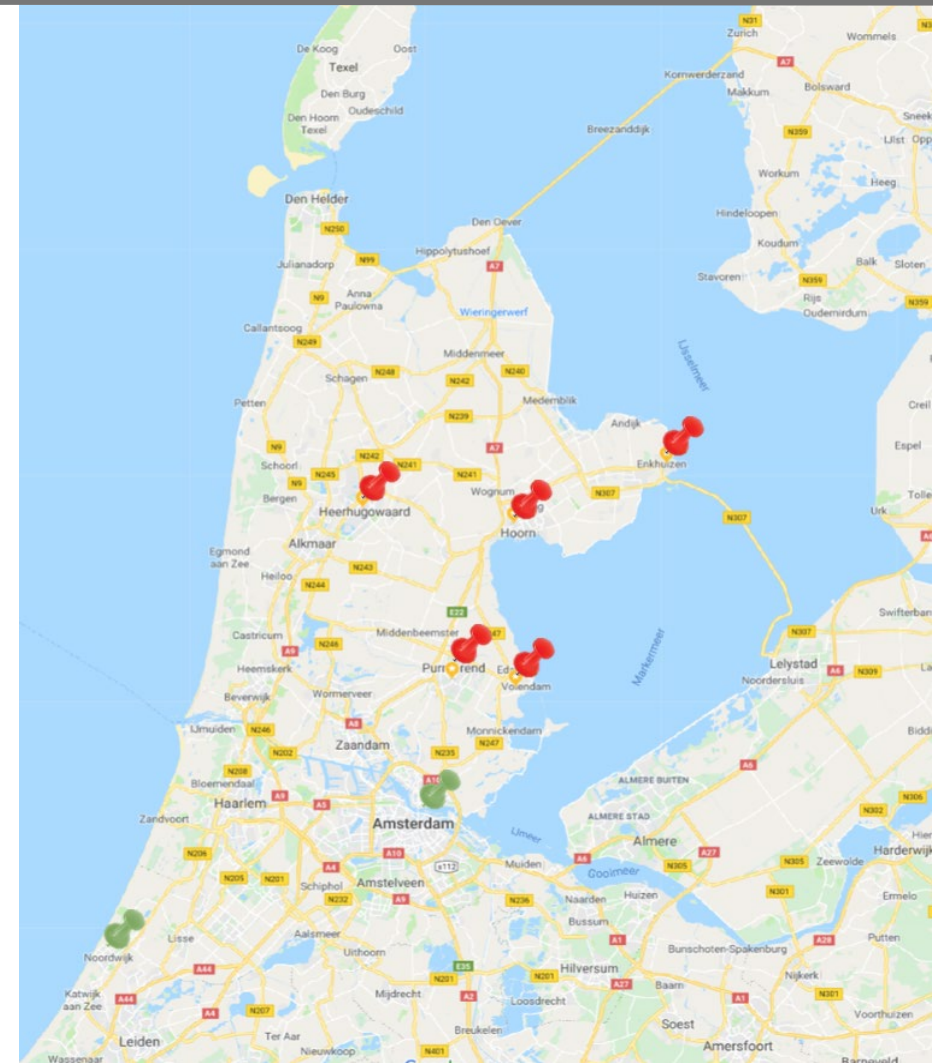 N31
Zurich
Wommels
De Koog
Oost
Texel
A7
Kornwerderzand
Makkum
Bolsward
Den Burg
Oudeschild
Den Hoorn
Texel
Sneek
Breezanddijk
N359
IJlst
Workum
Heeg
Den Helder
Hindeloopen
Den Oever
N250
Koudum
Hippolytushoef
Julianadorp
N99
A7
Balk
Sloten
Stavoren
N359
Anna
Paulowna
N9
Rijs
Oudemirdum
N359
Wieringerwerf
Callantsoog
N249
IJsselmeer
Middenmeer
Schagen
N248
N240
N242
Petten
Medemblik
Creil
N239
Andijk
N9
A7
Espel
N242
Schoorl
N245
N241
N241
Enkhuizen
N9
Wognum
N307
Bergen
Heerhugowaard
Urk
N307
Hoorn
Alkmaar
Egmond
aan Zee
N243
Heiloo
N244
E22
Castricum
Middenbeemster
N307
A9
N246
Markermeer
Lelystad
Heemskerk
Volendam
Noordersluis
A6
N309
Beverwijk
Wormerveer
IJmuiden
N246
A8
Monnickendam
Zaandam
N202
N235
N247
A6
N208
Bloemendaal
ALMERE BUITEN
A9
A5
Haarlem
N302
N306
Zandvoort
ALMERE STAD
Amsterdam
IJmeer
Almere
Harderwijk
N206
A10
A27
s112
Muiden
A6
N305
N305
Zeewolde
A4
Gooimeer
N205
N201
Schiphol
Amstelveen
N301
N232
A9
N236
Naarden
Huizen
Ermelo
Bussum
Lisse
Aalsmeer
A1
A28
Putten
Noordwijk
Uithoorn
Bunschoten-Spakenburg
A44
E35
Hilversum
N201
N201
Nijkerk
Katwijk
aan Zee
A44
Mijdrecht
A2
A27
Baarn
N301
A4
N207
Loosdrecht
A1
Voorthuizen
Leiden
Ter Aar
Breukelen
Soest
Nieuwkoop
N401
Amersfoort
Wassenaar
Barneveld